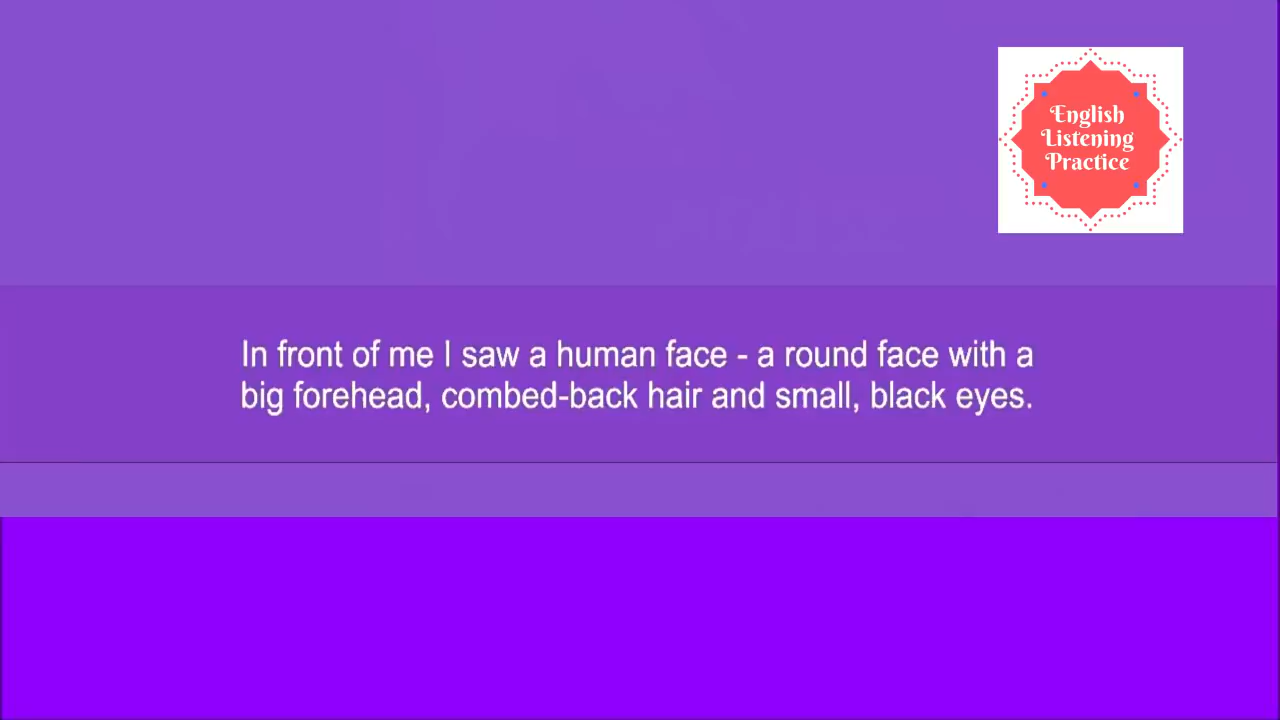 English
Listening
Practice
In front of me I saw a human face - a round face with a
big forehead, combed-back hair and small, black eyes.